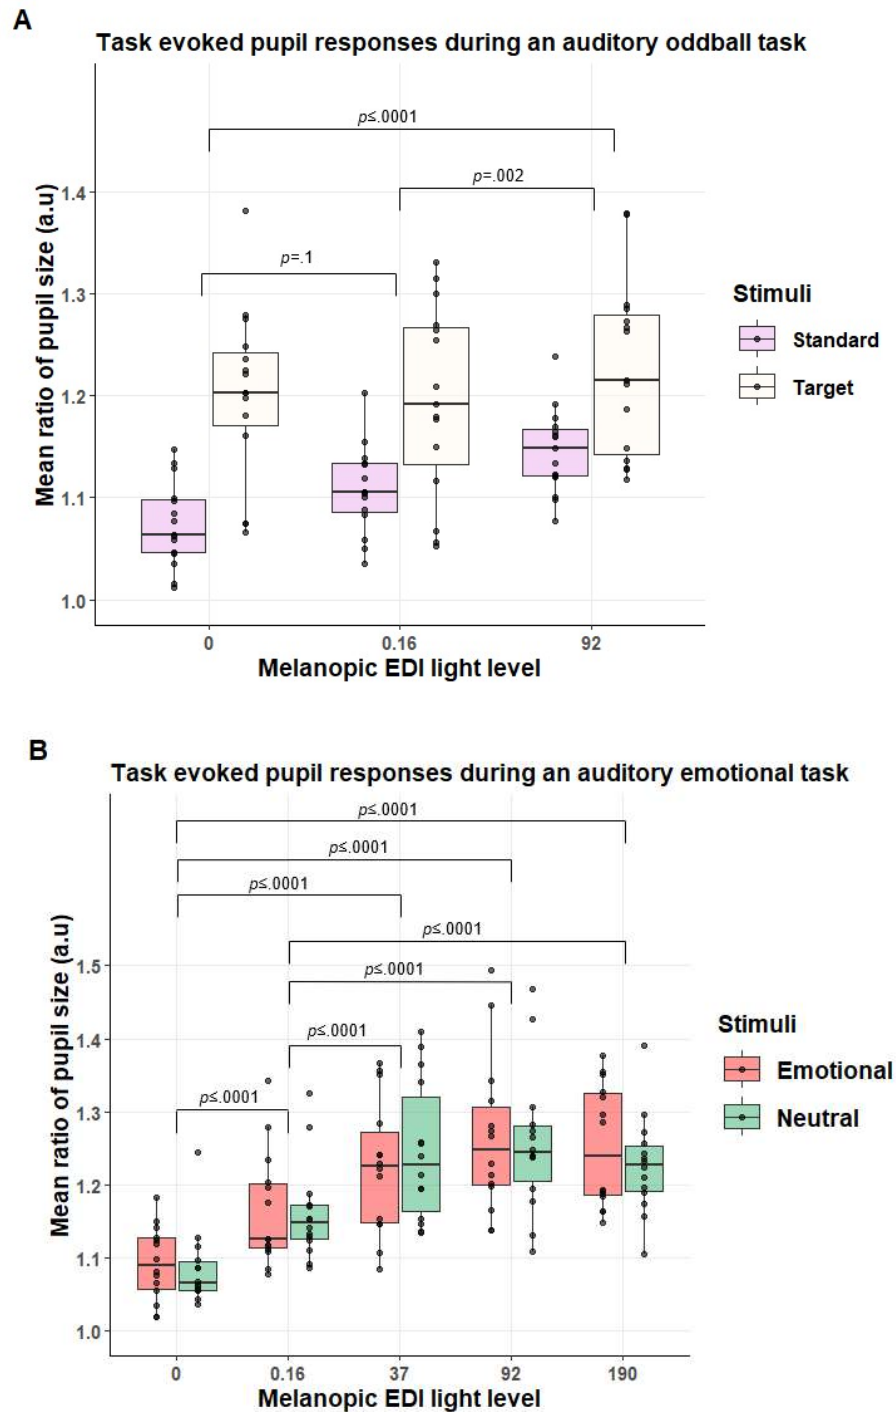 A
Task evoked pupil responses during an auditory oddball task
p≤.0001
p=.002
p=.1
Mean ratio of pupil size (a.u)
1.4
1.3
1.2
1.1
1.0
0 0.16 92
Melanopic EDI light level
Stimuli
Standard
Target
B
Task evoked pupil responses during an auditory emotional task
p≤.0001
p≤.0001
p≤.0001
p≤.0001
p≤.0001
p≤.0001
p≤.0001
Mean ratio of pupil size (a.u)
1.5
1.4
1.3
1.2
1.1
1.0
0 0.16 37 92 190
Melanopic EDI light level
Stimuli
Emotional
Neutral